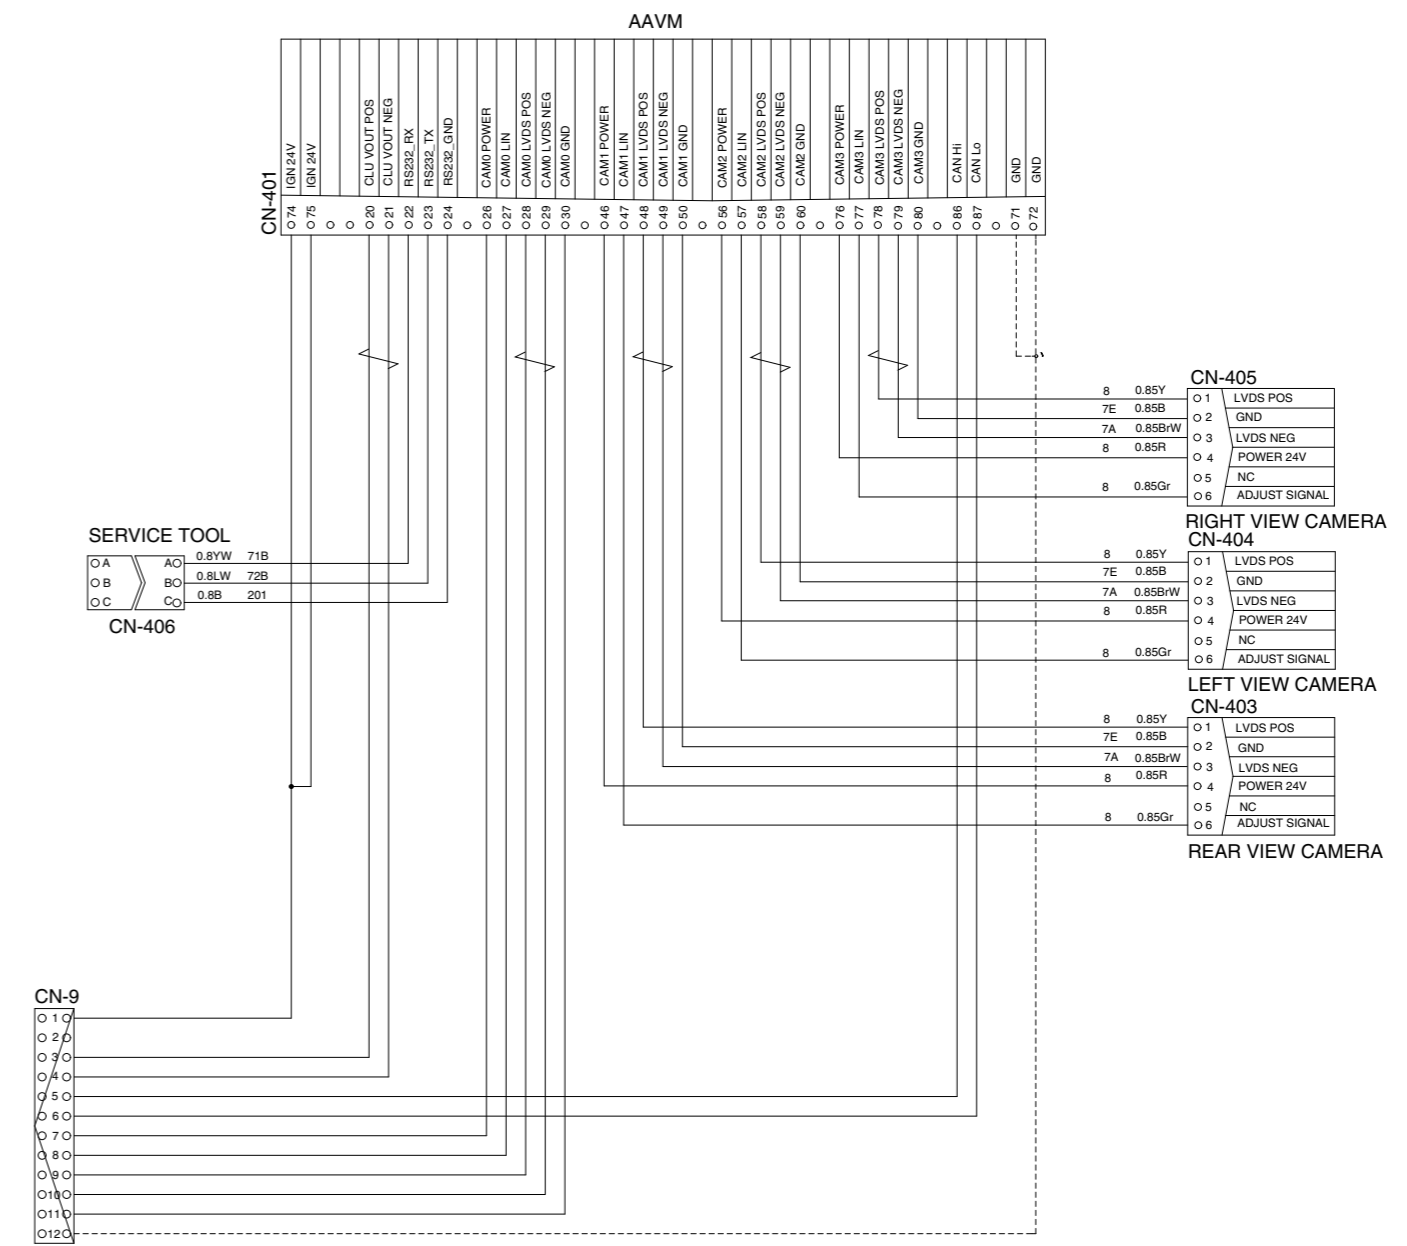 AAVM
CN-401
IGN 24V
IGN 24V
CLU VOUT POS
CLU VOUT NEG
RS232_RX
RS232_TX
RS232_GND
CAM0 POWER
CAM0 LIN
CAM0 LVDS POS
CAM0 LVDS NEG
CAM0 GND
CAM1 POWER
CAM1 LIN
CAM1 LVDS POS
CAM1 LVDS NEG
CAM1 GND
CAM2 POWER
CAM2 LIN
CAM2 LVDS POS
CAM2 LVDS NEG
CAM2 GND
CAM3 POWER
CAM3 LIN
CAM3 LVDS POS
CAM3 LVDS NEG
CAM3 GND
CAN Hi
CAN Lo
GND
GND
74 75 20 21 22 23 24 26 27 28 29 30 46 47 48 49 50 56 57 58 59 60 76 77 78 79 80 86 87 71 72
CN-405
8 0.85Y 1 LVDS POS
7E 0.85B 2 GND
7A 0.85BrW 3 LVDS NEG
8 0.85R 4 POWER 24V
5 NC
8 0.85Gr 6 ADJUST SIGNAL
RIGHT VIEW CAMERA
CN-404
8 0.85Y 1 LVDS POS
7E 0.85B 2 GND
7A 0.85BrW 3 LVDS NEG
8 0.85R 4 POWER 24V
5 NC
8 0.85Gr 6 ADJUST SIGNAL
LEFT VIEW CAMERA
SERVICE TOOL
A A 0.8YW 71B
B B 0.8LW 72B
C C 0.8B 201
CN-406
CN-403
8 0.85Y 1 LVDS POS
7E 0.85B 2 GND
7A 0.85BrW 3 LVDS NEG
8 0.85R 4 POWER 24V
5 NC
8 0.85Gr 6 ADJUST SIGNAL
REAR VIEW CAMERA
CN-9
1
2
3
4
5
6
7
8
9
10
11
12